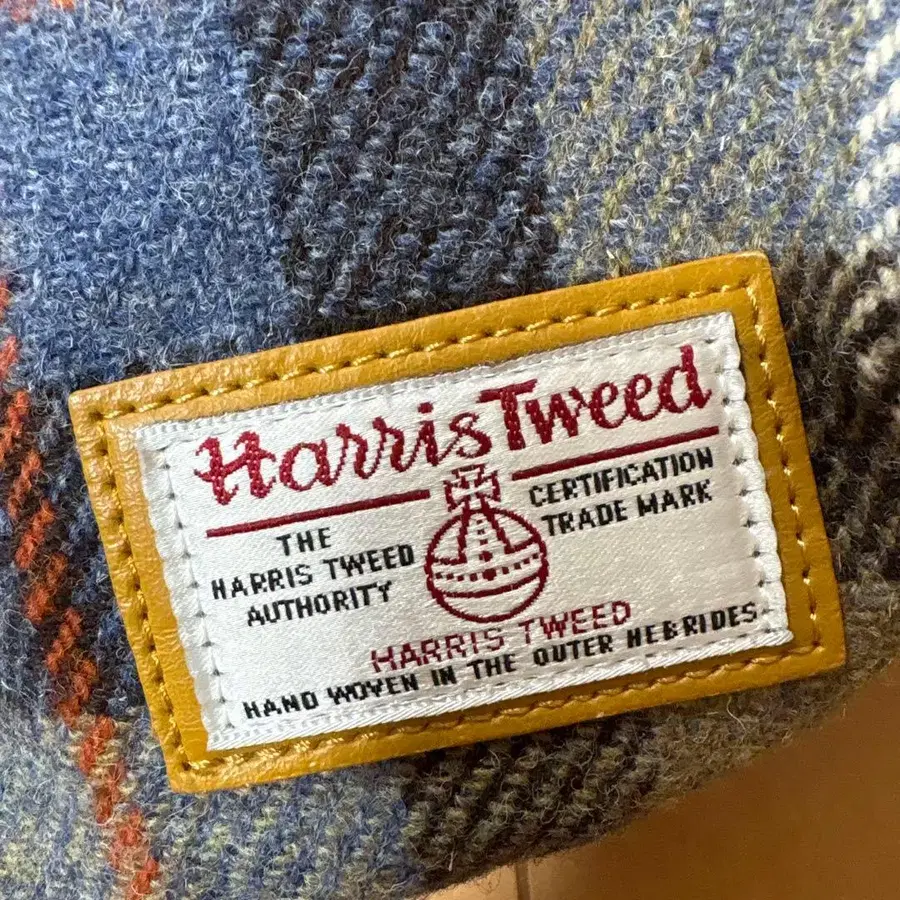 Harris Tweed
THE
HARRIS TWEED
AUTHORITY
CERTIFICATION
TRADE MARK
HARRIS TWEED
HAND WOVEN IN THE OUTER HEBRIDES